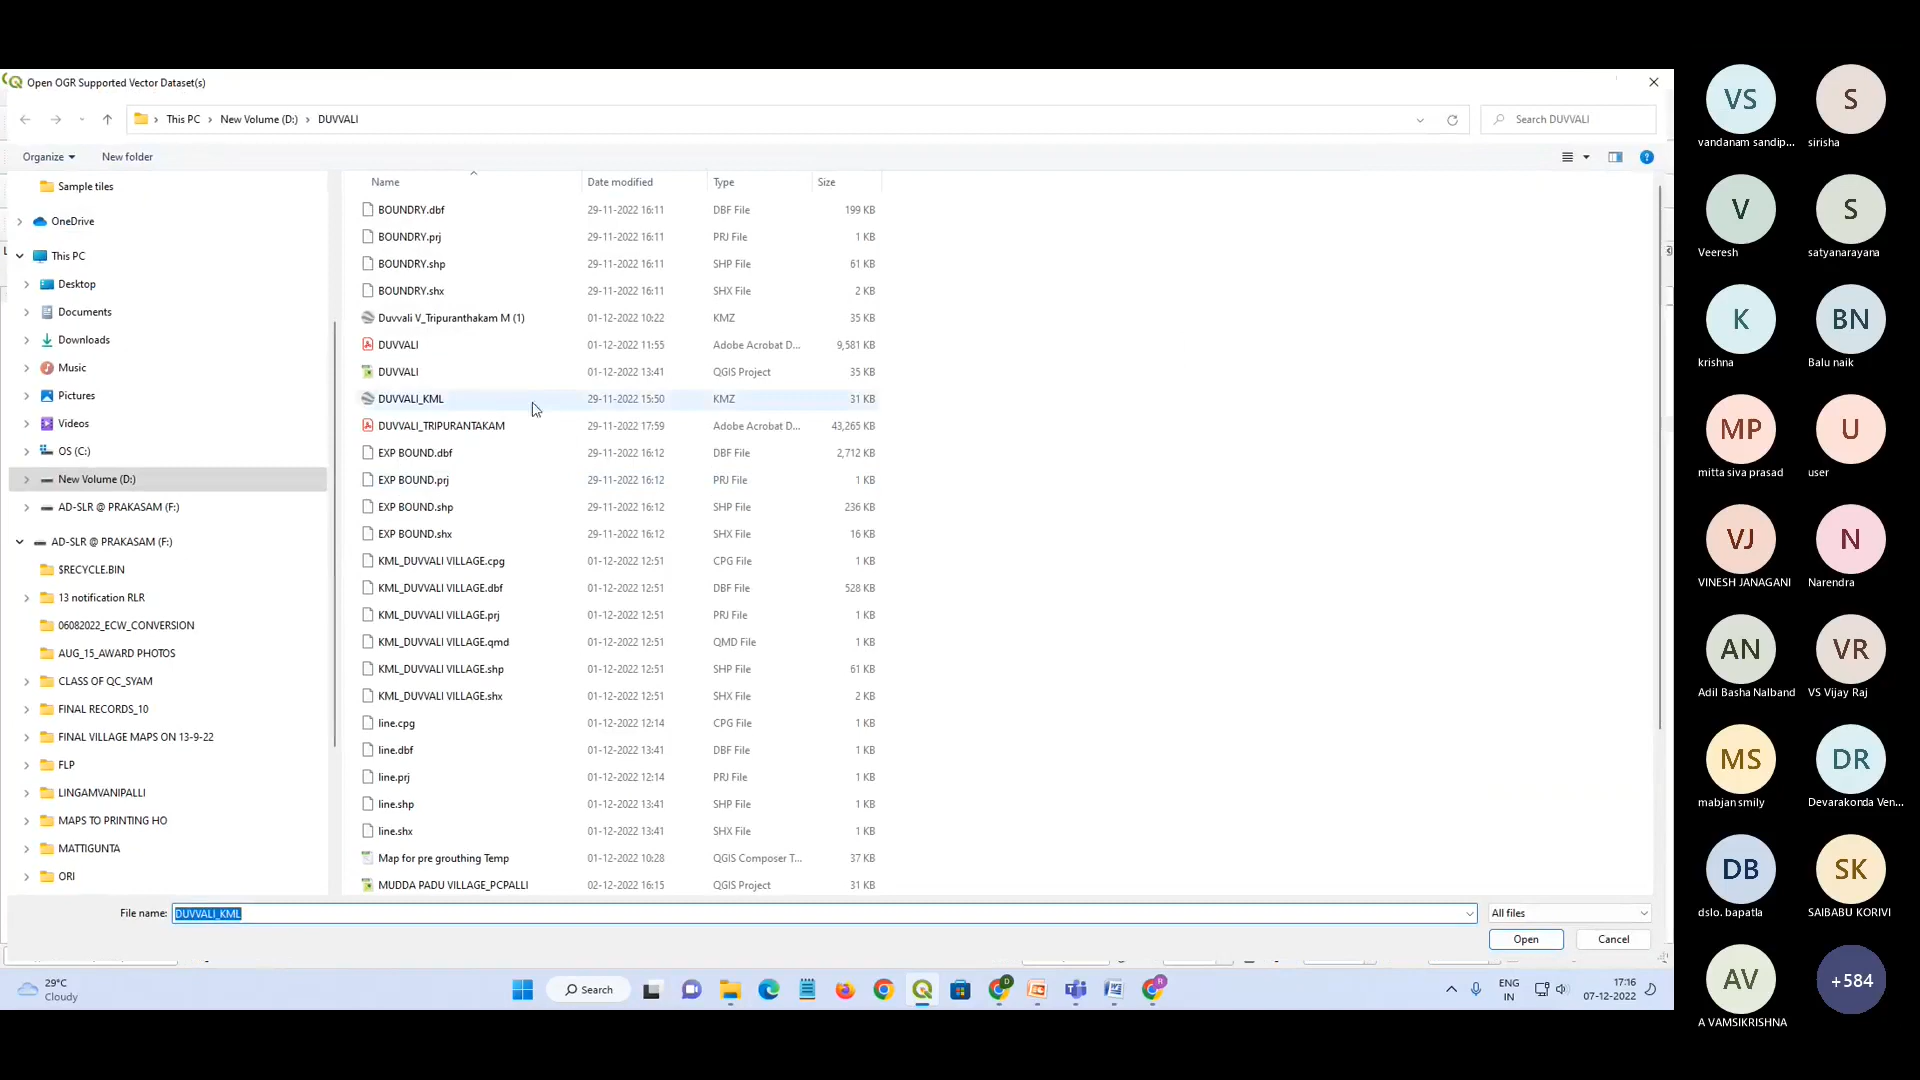 Open OGR Supported Vector Dataset(s)
This PC > New Volume (D:) > DUVVALI
Search DUVVALI
Organize
New folder
Sample tiles
OneDrive
This PC
Desktop
Documents
Downloads
Music
Pictures
Videos
OS (C:)
New Volume (D:)
AD-SLR @ PRAKASAM (F:)
AD-SLR @ PRAKASAM (F:)
$RECYCLE.BIN
13 notification RLR
06082022_ECW_CONVERSION
AUG_15_AWARD PHOTOS
CLASS OF QC_SYAM
FINAL RECORDS_10
FINAL VILLAGE MAPS ON 13-9-22
FLP
LINGAMVANIPALLI
MAPS TO PRINTING HO
MATTIGUNTA
ORI
Name Date modified Type Size
BOUNDRY.dbf 29-11-2022 16:11 DBF File 199 KB
BOUNDRY.prj 29-11-2022 16:11 PRJ File 1 KB
BOUNDRY.shp 29-11-2022 16:11 SHP File 61 KB
BOUNDRY.shx 29-11-2022 16:11 SHX File 2 KB
Duvvali V_Tripuranthakam M (1) 01-12-2022 10:22 KMZ 35 KB
DUVVALI 01-12-2022 11:55 Adobe Acrobat D... 9,581 KB
DUVVALI 01-12-2022 13:41 QGIS Project 35 KB
DUVVALI_KML 29-11-2022 15:50 KMZ 31 KB
DUVVALI_TRIPURANTAKAM 29-11-2022 17:59 Adobe Acrobat D... 43,265 KB
EXP BOUND.dbf 29-11-2022 16:12 DBF File 2,712 KB
EXP BOUND.prj 29-11-2022 16:12 PRJ File 1 KB
EXP BOUND.shp 29-11-2022 16:12 SHP File 236 KB
EXP BOUND.shx 29-11-2022 16:12 SHX File 16 KB
KML_DUVVALI VILLAGE.cpg 01-12-2022 12:51 CPG File 1 KB
KML_DUVVALI VILLAGE.dbf 01-12-2022 12:51 DBF File 528 KB
KML_DUVVALI VILLAGE.prj 01-12-2022 12:51 PRJ File 1 KB
KML_DUVVALI VILLAGE.qmd 01-12-2022 12:51 QMD File 1 KB
KML_DUVVALI VILLAGE.shp 01-12-2022 12:51 SHP File 61 KB
KML_DUVVALI VILLAGE.shx 01-12-2022 12:51 SHX File 2 KB
line.cpg 01-12-2022 12:14 CPG File 1 KB
line.dbf 01-12-2022 13:41 DBF File 1 KB
line.prj 01-12-2022 12:14 PRJ File 1 KB
line.shp 01-12-2022 13:41 SHP File 1 KB
line.shx 01-12-2022 13:41 SHX File 1 KB
Map for pre grouthing Temp 01-12-2022 10:28 QGIS Composer T... 37 KB
MUDDA PADU VILLAGE_PCPALLI 02-12-2022 16:15 QGIS Project 31 KB
File name: DUVVALI_KML
All files
Open
Cancel
29°C
Cloudy
Search
ENG
IN
17:16
07-12-2022
VS S
vandanam sandip... sirisha
V S
Veeresh satyanarayana
K BN
krishna Balu naik
MP U
mitta siva prasad user
VJ N
VINESH JANAGANI Narendra
AN VR
Adil Basha Nalband VS Vijay Raj
MS DR
mabjan smily Devarakonda Ven...
DB SK
dslo. bapatla SAIBABU KORIVI
AV +584
A VAMSIKRISHNA